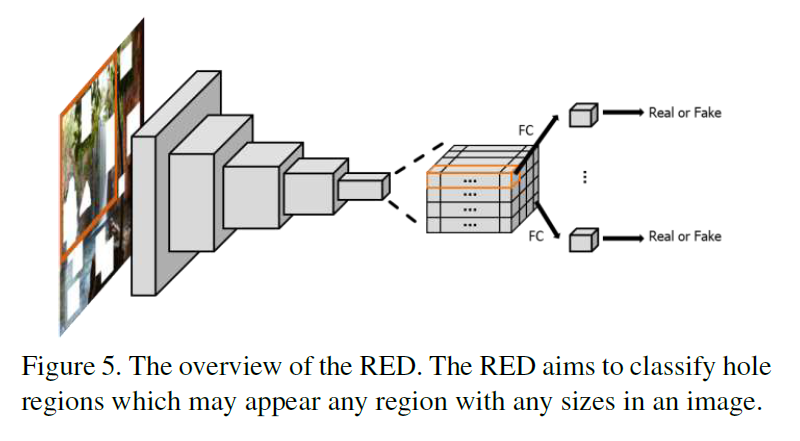 FC
Real or Fake
...
...
...
...
...
FC
Real or Fake
Figure 5. The overview of the RED. The RED aims to classify hole
regions which may appear any region with any sizes in an image.